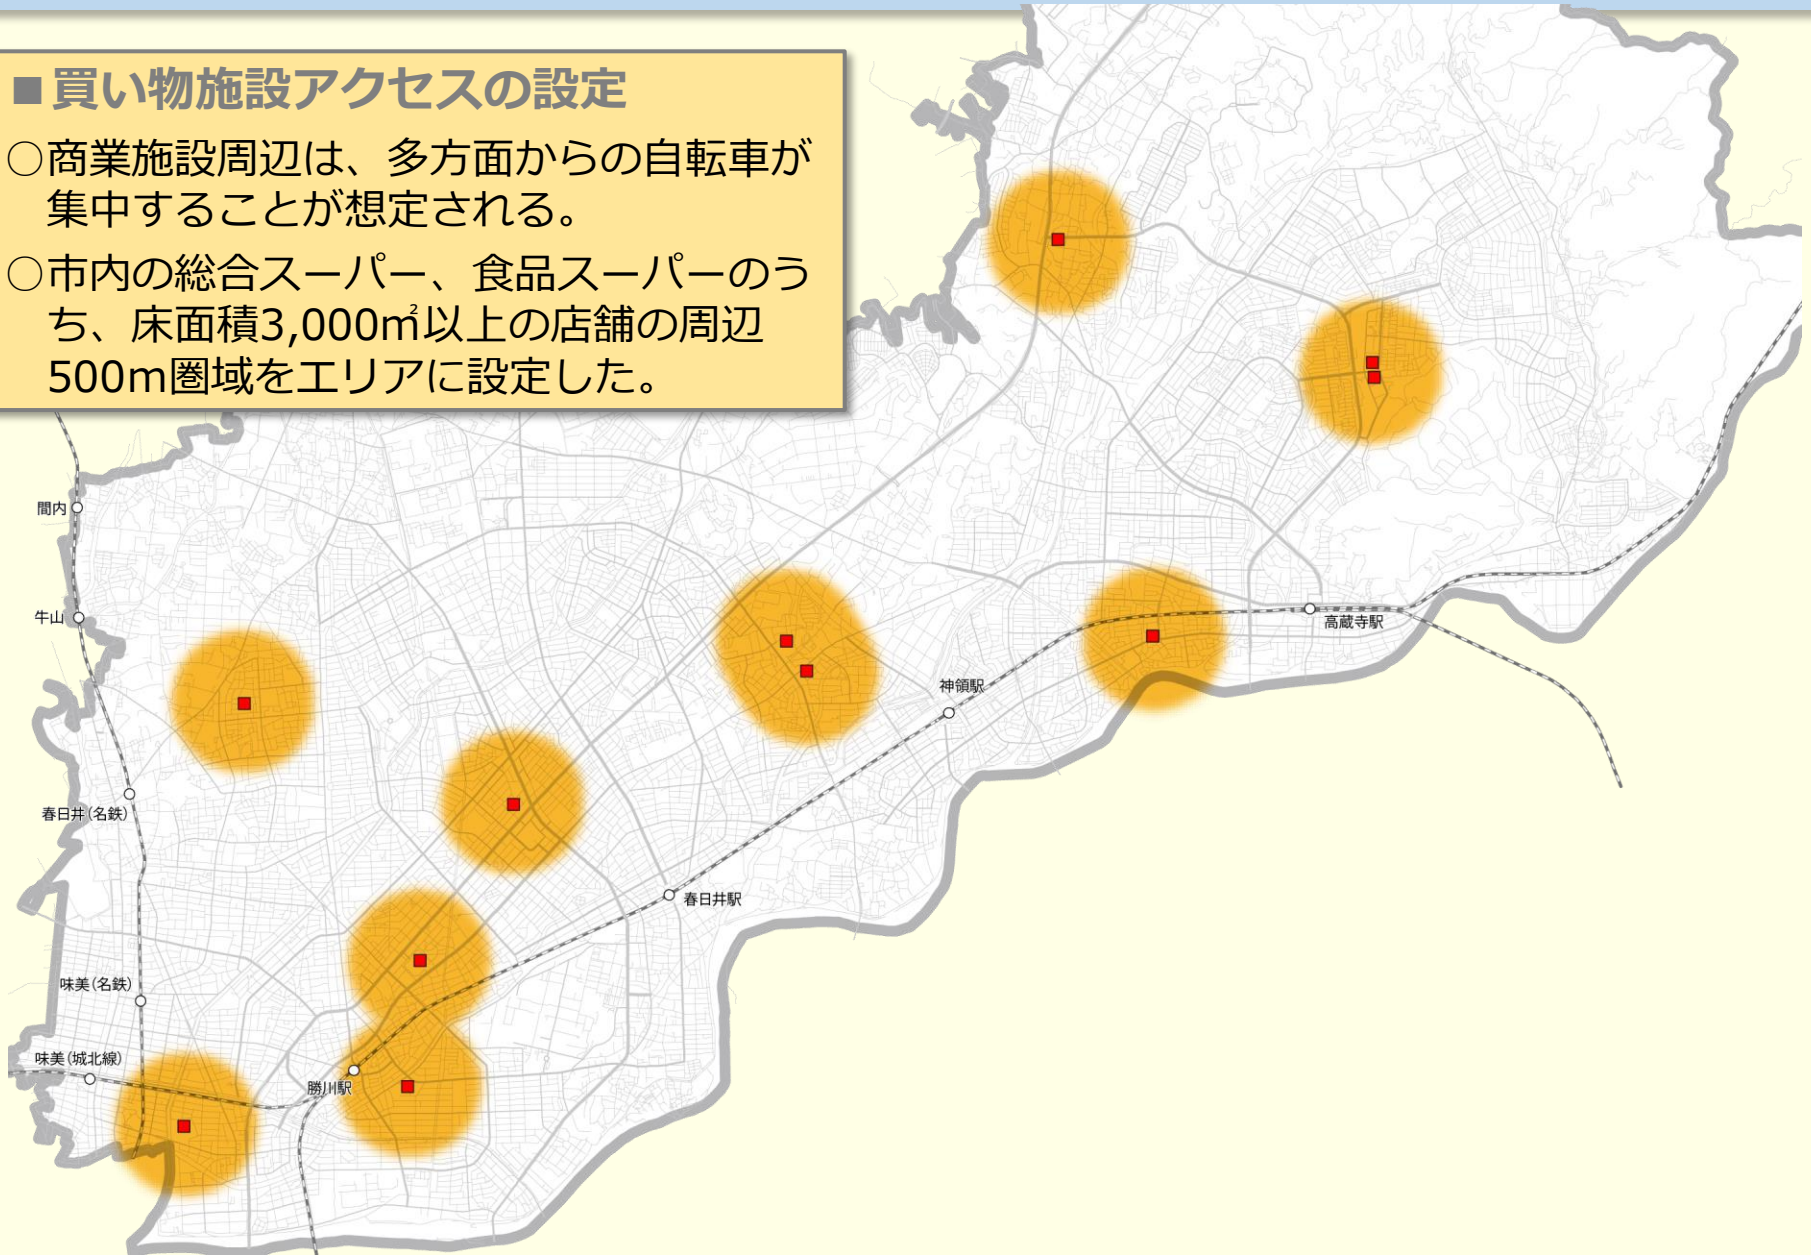 ■買い物施設アクセスの設定
○商業施設周辺は、多方面からの自転車が
集中することが想定される。
○市内の総合スーパー、食品スーパーのう
ち、床面積3,000㎡以上の店舗の周辺
500m圏域をエリアに設定した。
間内
牛山
高蔵寺駅
神領駅
春日井(名鉄)
春日井駅
味美(名鉄)
味美(城北線)
勝川駅